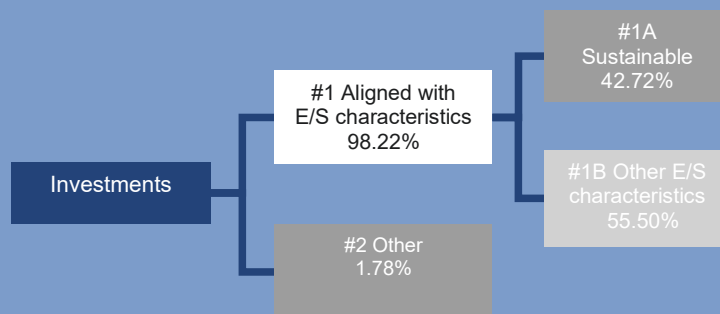 Investments
#1 Aligned with
E/S characteristics
98.22%
#2 Other
1.78%
#1A
Sustainable
42.72%
#1B Other E/S
characteristics
55.50%